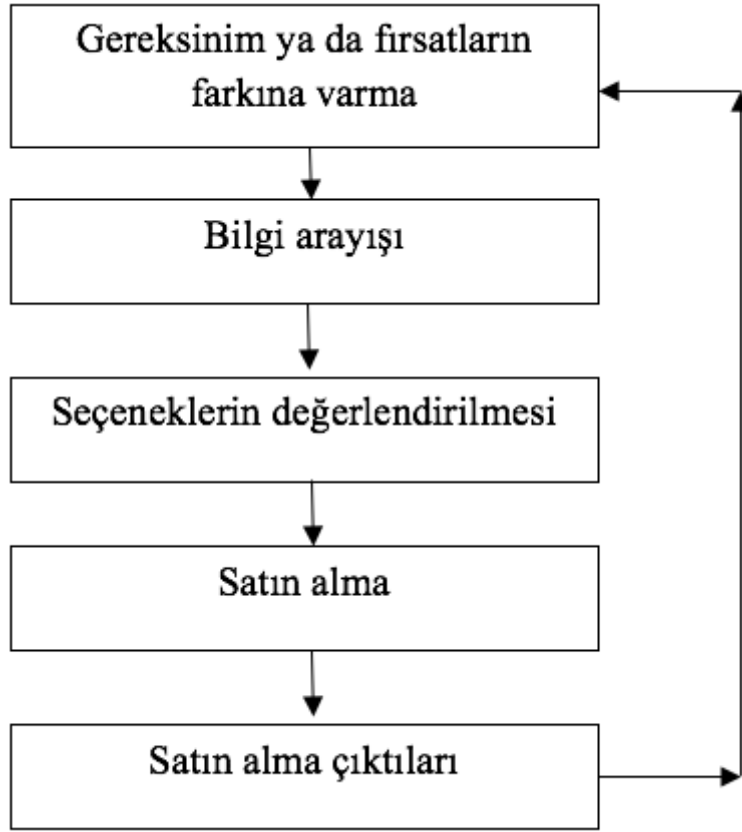 Gereksinim ya da fırsatların
farkına varma
Bilgi arayışı
Seçeneklerin değerlendirilmesi
Satın alma
Satın alma çıktıları